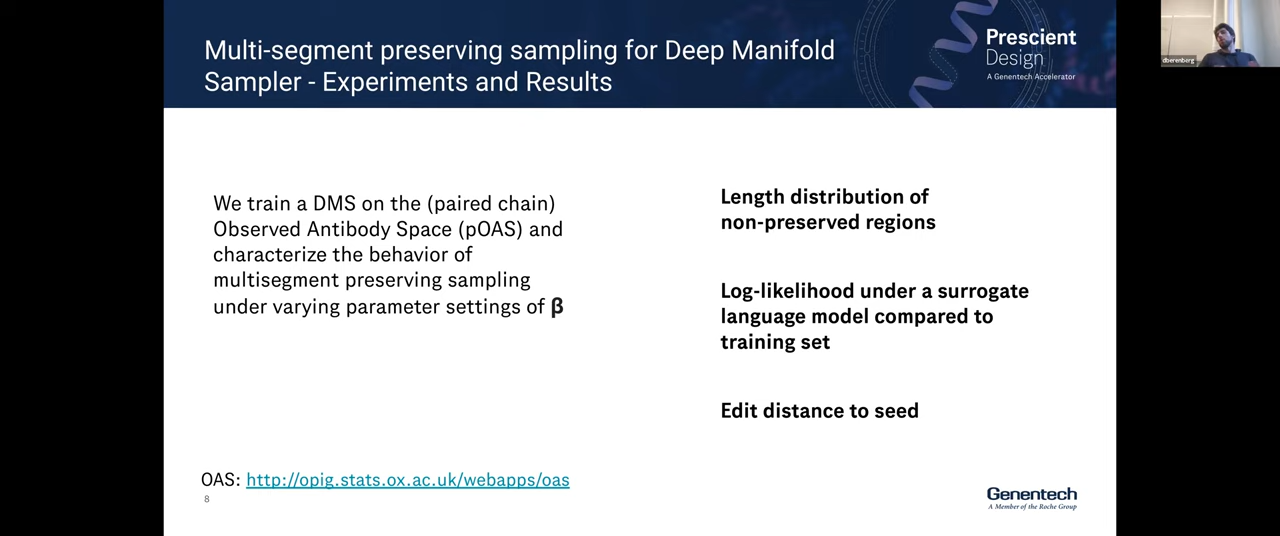 Multi-segment preserving sampling for Deep Manifold
Sampler - Experiments and Results
Prescient
Design
A Genentech Accelerator
dberenberg
We train a DMS on the (paired chain)
Observed Antibody Space (pOAS) and
characterize the behavior of
multisegment preserving sampling
under varying parameter settings of β
Length distribution of
non-preserved regions
Log-likelihood under a surrogate
language model compared to
training set
Edit distance to seed
OAS: http://opig.stats.ox.ac.uk/webapps/oas
8
Genentech
A Member of the Roche Group